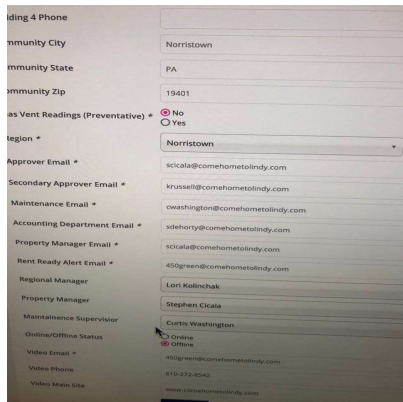 lding 4 Phone
mmunity City Norristown
mmunity State PA
ommunity Zip 19401
as Vent Readings (Preventative) * No
Yes
Region * Norristown
Approver Email * scicala@comehometolindy.com
Secondary Approver Email * krussell@comehometolindy.com
Maintenance Email * cwashington@comehometolindy.com
Accounting Department Email * sdehorty@comehometolindy.com
Property Manager Email * scicala@comehometolindy.com
Rent Ready Alert Email * 450green@comehometolindy.com
Regional Manager Lori Kolinchak
Property Manager Stephen Cicala
Maintainence Supervisior Curtis Washington
Online/Offline Status Online
Offline
Video Email * 450green@comehometolindy.com
Video Phone 610-272-8542
Video Main Site www.comehometolindy.com